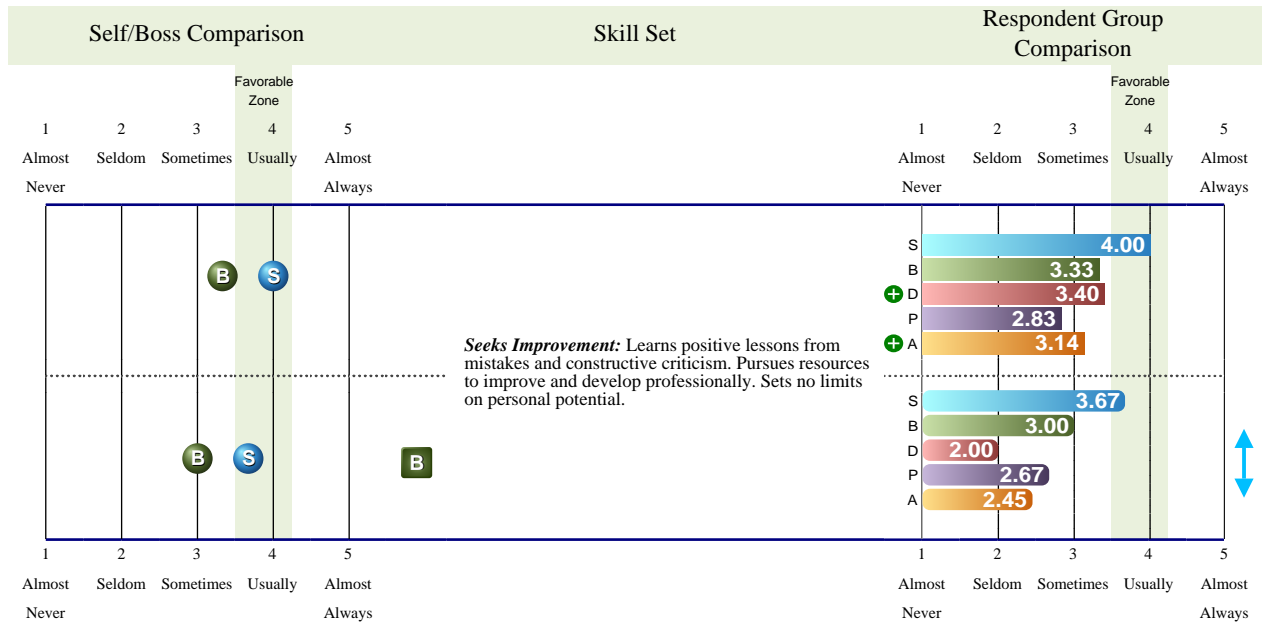 Self/Boss Comparison
Skill Set
Respondent Group
Comparison
Favorable
Zone
1 2 3 4 5
Almost Seldom Sometimes Usually Almost
Never Always
Favorable
Zone
1 2 3 4 5
Almost Seldom Sometimes Usually Almost
Never Always
B S
Seeks Improvement: Learns positive lessons from
mistakes and constructive criticism. Pursues resources
to improve and develop professionally. Sets no limits
on personal potential.
S 4.00
B 3.33
+ D 3.40
P 2.83
+ A 3.14
B S B
S 3.67
B 3.00
D 2.00
P 2.67
A 2.45
1 2 3 4 5
Almost Seldom Sometimes Usually Almost
Never Always
1 2 3 4 5
Almost Seldom Sometimes Usually Almost
Never Always